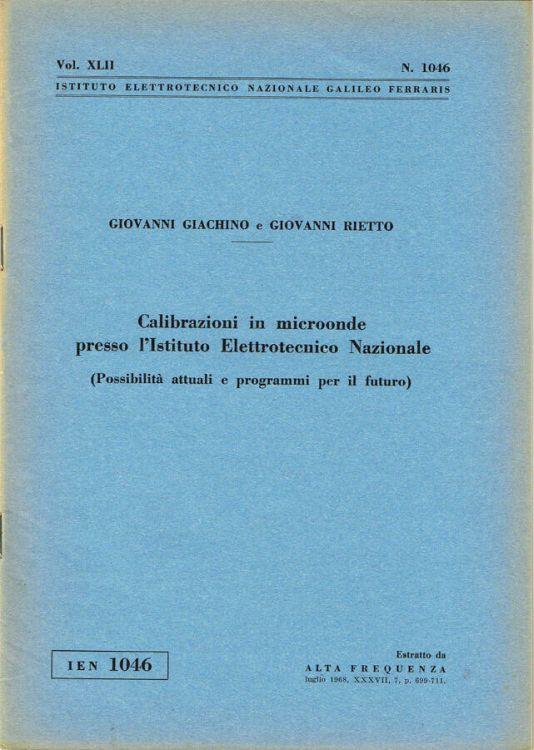 Vol. XLII N. 1046
ISTITUTO ELETTROTECNICO NAZIONALE GALILEO FERRARIS
GIOVANNI GIACHINO e GIOVANNI RIETTO
Calibrazioni in microonde
presso l'Istituto Elettrotecnico Nazionale
(Possibilità attuali e programmi per il futuro)
IEN 1046
Estratto da
ALTA FREQUENZA
luglio 1968, XXXVII, 7, p. 699-711.